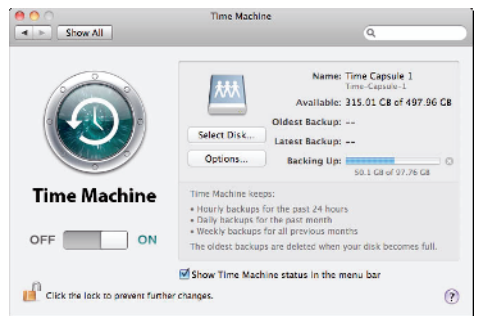 Time Machine
Show All
Name: Time Capsule 1
Time-Capsule-1
Available: 315.01 GB of 497.96 GB
Oldest Backup: --
Select Disk...
Latest Backup: --
Options...
Backing Up:
50.1 GB of 97.76 GB
Time Machine
Time Machine keeps:
• Hourly backups for the past 24 hours
• Daily backups for the past month
• Weekly backups for all previous months
The oldest backups are deleted when your disk becomes full.
OFF ON
Show Time Machine status in the menu bar
Click the lock to prevent further changes.
?